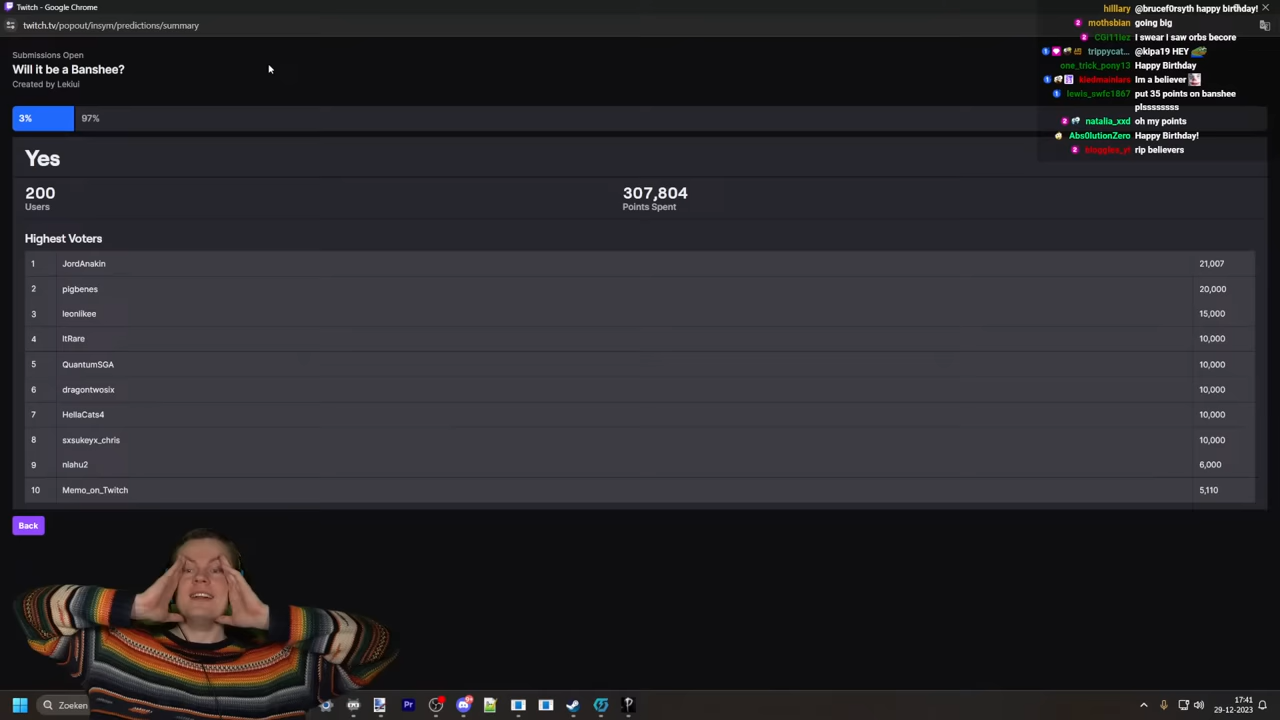 Twitch - Google Chrome
twitch.tv/popout/insym/predictions/summary
Submissions Open
Will it be a Banshee?
Created by Lekiui
3%
97%
Yes
200
Users
307,804
Points Spent
Highest Voters
1 JordAnakin 21,007
2 pigbenes 20,000
3 leonlikee 15,000
4 ItRare 10,000
5 QuantumSGA 10,000
6 dragontwosix 10,000
7 HellaCats4 10,000
8 sxsukeyx_chris 10,000
9 nlahu2 6,000
10 Memo_on_Twitch 5,110
Back
hilllary @brucef0rsyth happy birthday!
mothsbian going big
CGI11lez I swear I saw orbs becore
trippycat... @kipa19 HEY
one_trick_pony13 Happy Birthday
kledmainlars Im a believer
lewis_swfc1867 put 35 points on banshee
plssssssss
natalia_xxd oh my points
Abs0lutionZero Happy Birthday!
rip believers
Zoeken
17:41
29-12-2023